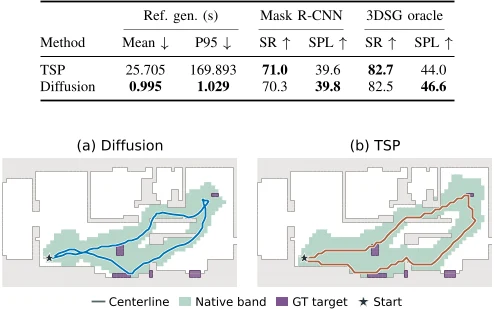 Ref. gen. (s) Mask R-CNN 3DSG oracle
Method Mean ↓ P95 ↓ SR ↑ SPL ↑ SR ↑ SPL ↑
TSP 25.705 169.893 71.0 39.6 82.7 44.0
Diffusion 0.995 1.029 70.3 39.8 82.5 46.6
(a) Diffusion (b) TSP
Centerline Native band GT target Start